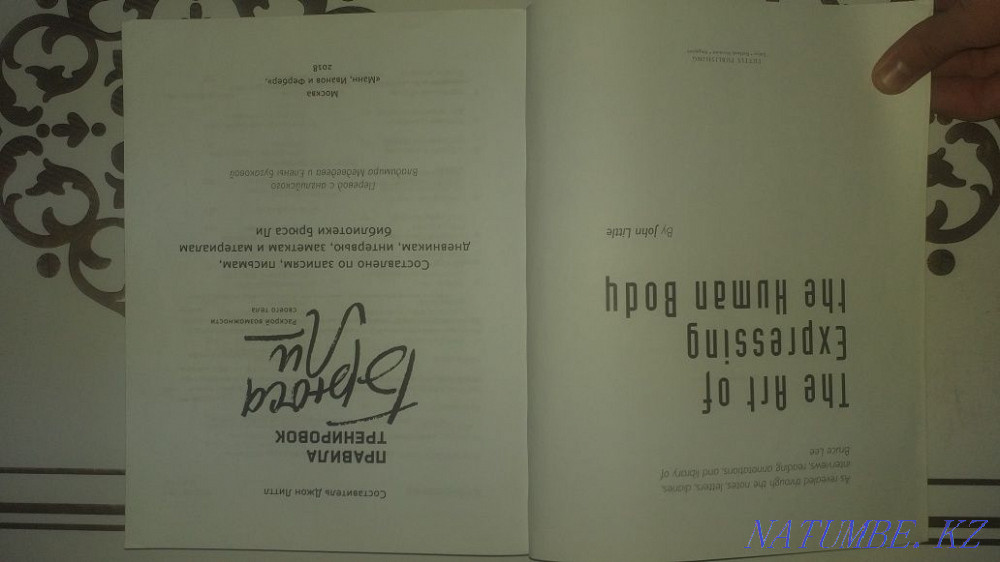 As revealed through the notes, letters, diaries,
interviews, reading annotations, and library of
Bruce Lee
The Art of
Expressing
the Human Body
By John Little
TUTTLE PUBLISHING
Составитель Джон Литтл
ПРАВИЛА
ТРЕНИРОВОК
Брюса
Ли
Раскрой возможности
своего тела
Составлено по записям, письмам,
дневникам, интервью, заметкам и материалам
библиотеки Брюса Ли
Перевод с английского
Владимира Медведева и Елены Бухаковой
Москва
«Манн, Иванов и Фербер»,
2018
NATUMBE.KZ